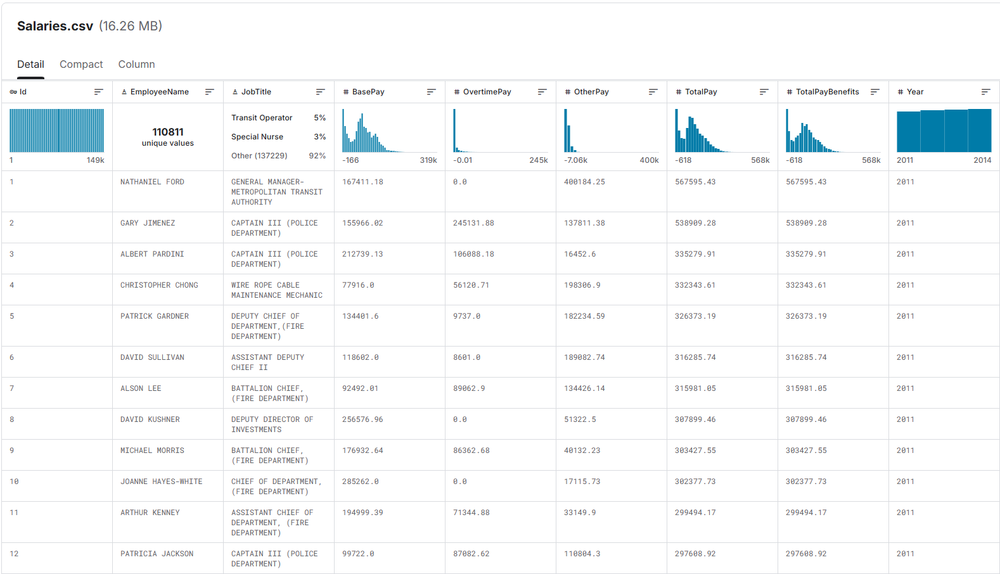 Salaries.csv (16.26 MB)
Detail Compact Column
Id EmployeeName JobTitle # BasePay # OvertimePay # OtherPay # TotalPay # TotalPayBenefits # Year
Transit Operator 5%
110811
unique values
Special Nurse 3%
Other (137229) 92%
1 149k -166 319k -0.01 245k -7.06k 400k -618 568k -618 568k 2011 2014
1 NATHANIEL FORD GENERAL MANAGER- 167411.18 0.0 400184.25 567595.43 567595.43 2011
METROPOLITAN TRANSIT
AUTHORITY
2 GARY JIMENEZ CAPTAIN III (POLICE 155966.02 245131.88 137811.38 538909.28 538909.28 2011
DEPARTMENT)
3 ALBERT PARDINI CAPTAIN III (POLICE 212739.13 106088.18 16452.6 335279.91 335279.91 2011
DEPARTMENT)
4 CHRISTOPHER CHONG WIRE ROPE CABLE 77916.0 56120.71 198306.9 332343.61 332343.61 2011
MAINTENANCE MECHANIC
5 PATRICK GARDNER DEPUTY CHIEF OF 134401.6 9737.0 182234.59 326373.19 326373.19 2011
DEPARTMENT,(FIRE
DEPARTMENT)
6 DAVID SULLIVAN ASSISTANT DEPUTY 118602.0 8601.0 189082.74 316285.74 316285.74 2011
CHIEF II
7 ALSON LEE BATTALION CHIEF, 92492.01 89062.9 134426.14 315981.05 315981.05 2011
(FIRE DEPARTMENT)
8 DAVID KUSHNER DEPUTY DIRECTOR OF 256576.96 0.0 51322.5 307899.46 307899.46 2011
INVESTMENTS
9 MICHAEL MORRIS BATTALION CHIEF, 176932.64 86362.68 40132.23 303427.55 303427.55 2011
(FIRE DEPARTMENT)
10 JOANNE HAYES-WHITE CHIEF OF DEPARTMENT, 285262.0 0.0 17115.73 302377.73 302377.73 2011
(FIRE DEPARTMENT)
11 ARTHUR KENNEY ASSISTANT CHIEF OF 194999.39 71344.88 33149.9 299494.17 299494.17 2011
DEPARTMENT, (FIRE
DEPARTMENT)
12 PATRICIA JACKSON CAPTAIN III (POLICE 99722.0 87082.62 110804.3 297608.92 297608.92 2011
DEPARTMENT)